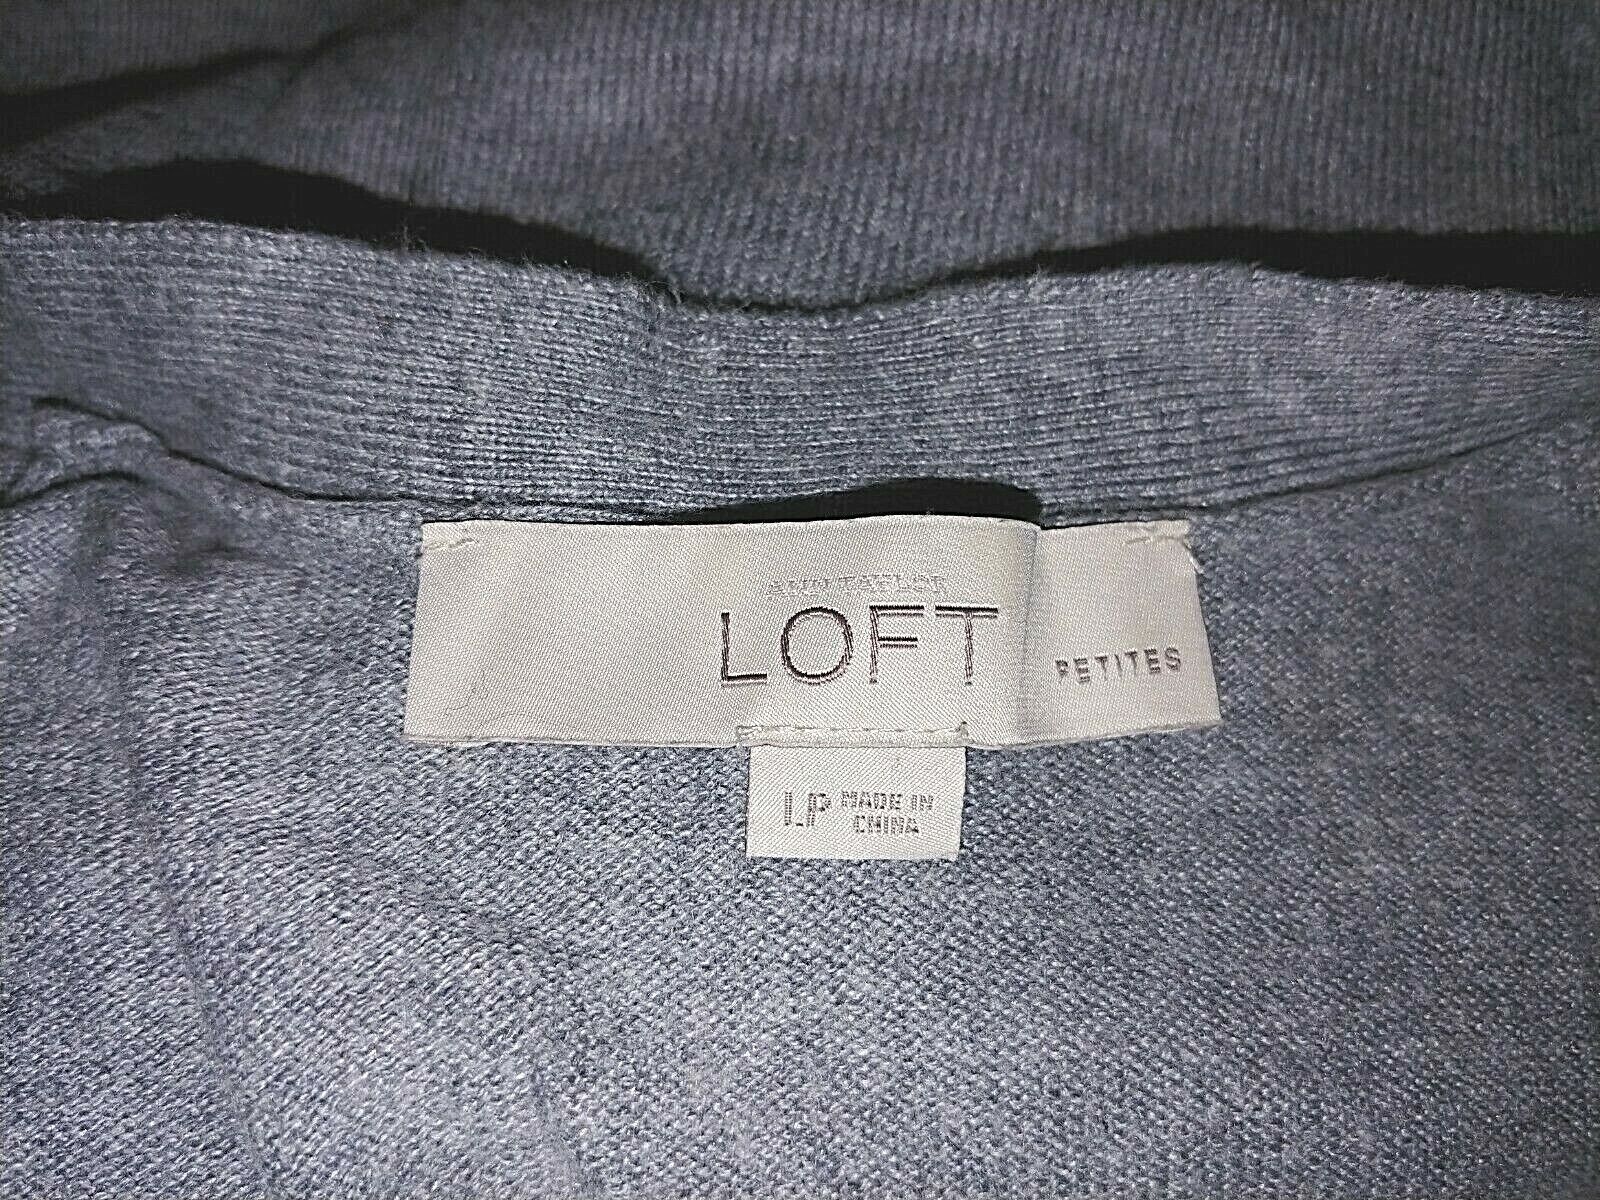 ANN TAYLOR
LOFT
PETITES
LP MADE IN
CHINA